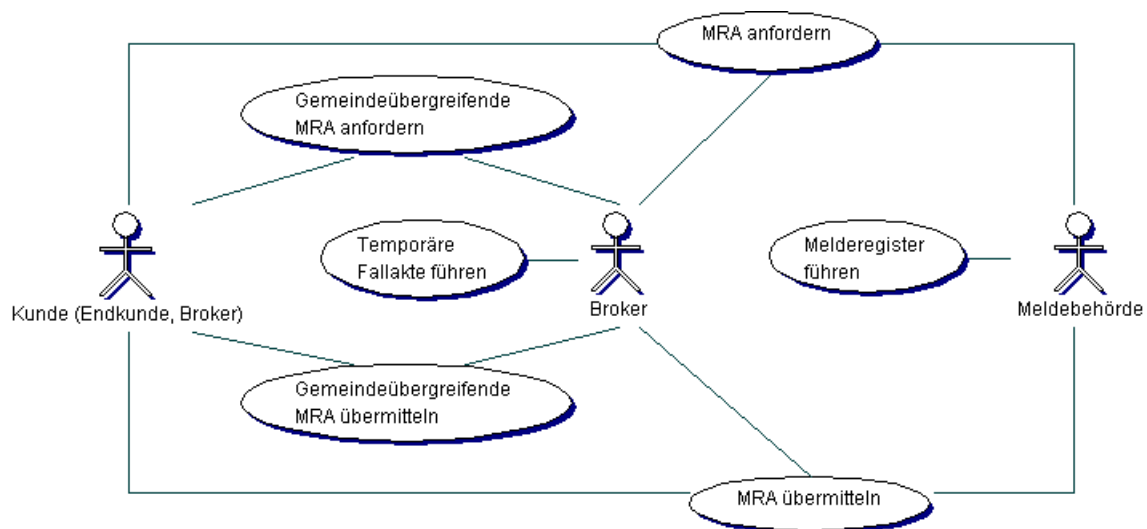 MRA anfordern
Gemeindeübergreifende
MRA anfordern
Temporäre
Fallakte führen
Melderegister
führen
Kunde (Endkunde, Broker)
Broker
Meldebehörde
Gemeindeübergreifende
MRA übermitteln
MRA übermitteln